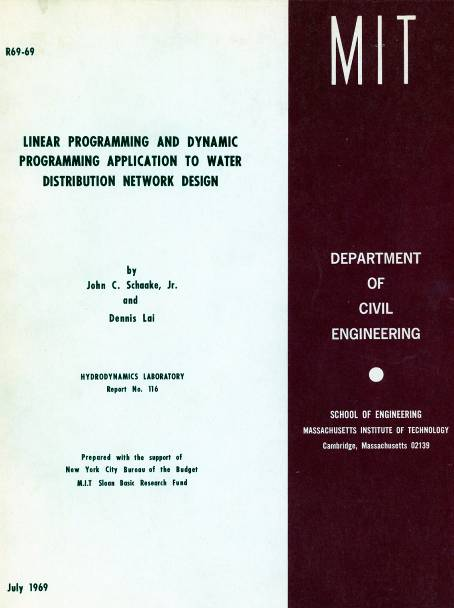 R69-69
LINEAR PROGRAMMING AND DYNAMIC
PROGRAMMING APPLICATION TO WATER
DISTRIBUTION NETWORK DESIGN
by
John C. Schaake, Jr.
and
Dennis Lai
HYDRODYNAMICS LABORATORY
Report No. 116
Prepared with the support of
New York City Bureau of the Budget
M.I.T Sloan Basic Research Fund
July 1969
MIT
DEPARTMENT
OF
CIVIL
ENGINEERING
SCHOOL OF ENGINEERING
MASSACHUSETTS INSTITUTE OF TECHNOLOGY
Cambridge, Massachusetts 02139